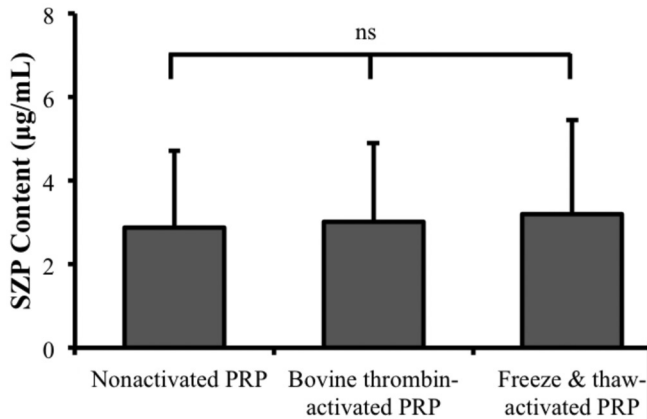 8
ns
6
4
2
0
SZP Content (μg/mL)
Nonactivated PRP
Bovine thrombin-
activated PRP
Freeze & thaw-
activated PRP